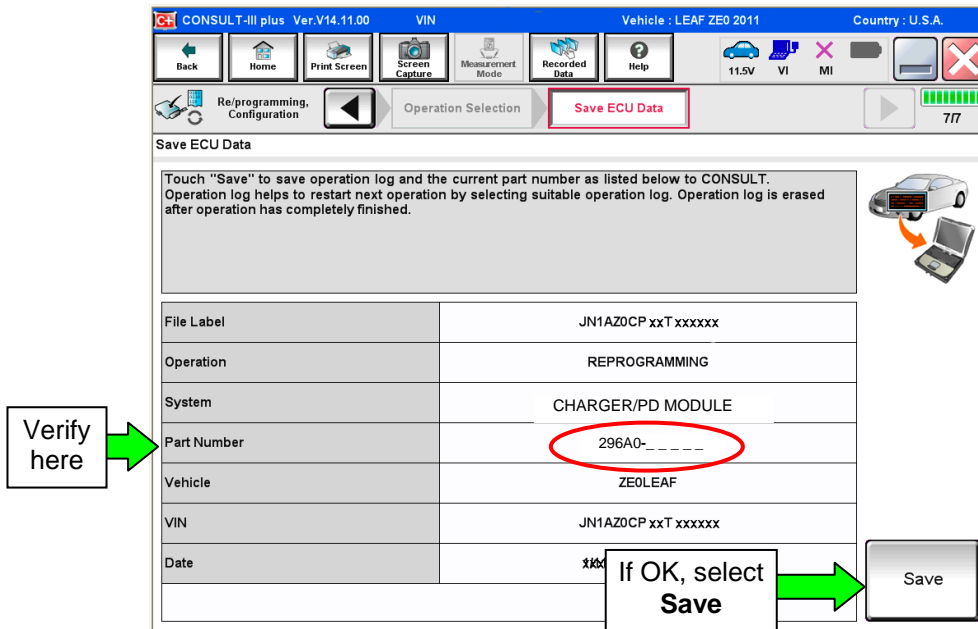 C+ CONSULT-III plus Ver.V14.11.00 VIN Vehicle : LEAF ZE0 2011 Country : U.S.A.
Back
Home
Print Screen
Screen Capture
Measurement Mode
Recorded Data
Help
11.5V
VI
MI
Re/programming, Configuration
Operation Selection
Save ECU Data
7/7
Save ECU Data
Touch "Save" to save operation log and the current part number as listed below to CONSULT.
Operation log helps to restart next operation by selecting suitable operation log. Operation log is erased
after operation has completely finished.
File Label JN1AZ0CP xxT xxxxxx
Operation REPROGRAMMING
System CHARGER/PD MODULE
Verify
here
Part Number 296A0-_ _ _ _ _
Vehicle ZE0LEAF
VIN JN1AZ0CP xxT xxxxxx
Date
If OK, select
Save
Save